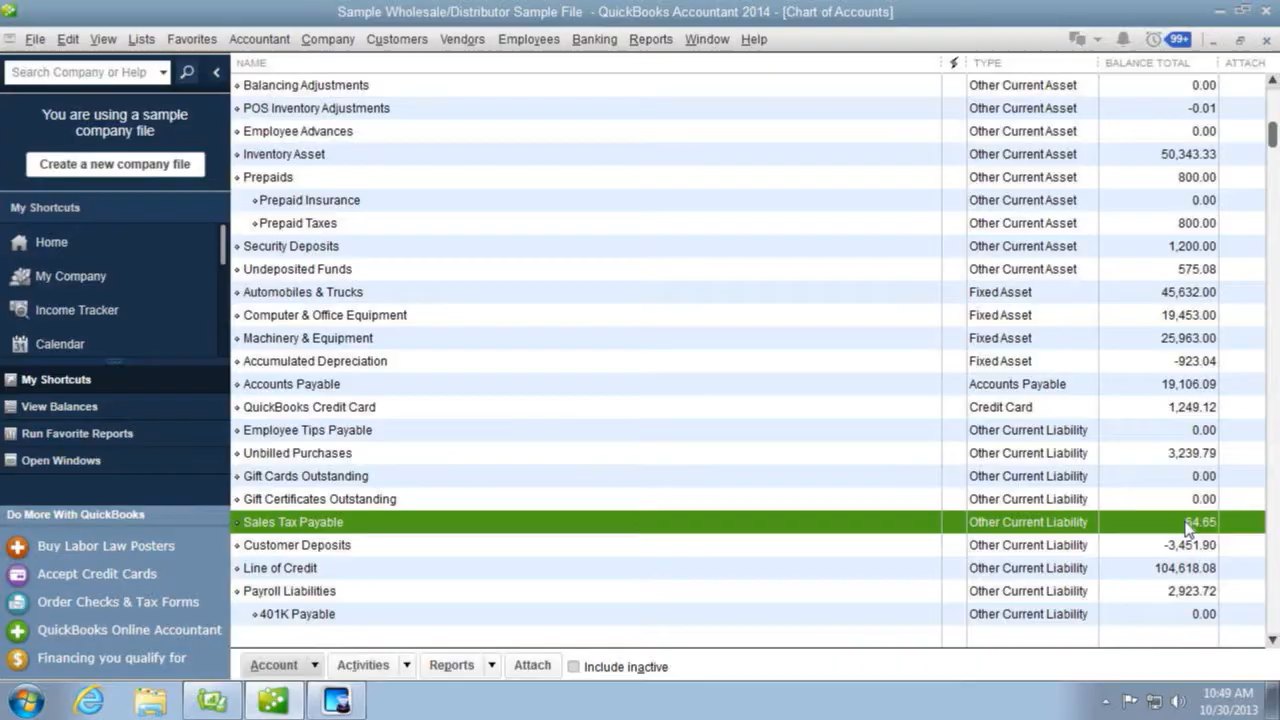 Sample Wholesale/Distributor Sample File - QuickBooks Accountant 2014 - [Chart of Accounts]
File Edit View Lists Favorites Accountant Company Customers Vendors Employees Banking Reports Window Help 99+
Search Company or Help
You are using a sample
company file
Create a new company file
My Shortcuts
Home
My Company
Income Tracker
Calendar
My Shortcuts
View Balances
Run Favorite Reports
Open Windows
Do More With QuickBooks
Buy Labor Law Posters
Accept Credit Cards
Order Checks & Tax Forms
QuickBooks Online Accountant
Financing you qualify for
NAME TYPE BALANCE TOTAL ATTACH
Balancing Adjustments Other Current Asset 0.00
POS Inventory Adjustments Other Current Asset -0.01
Employee Advances Other Current Asset 0.00
Inventory Asset Other Current Asset 50,343.33
Prepaids Other Current Asset 800.00
Prepaid Insurance Other Current Asset 0.00
Prepaid Taxes Other Current Asset 800.00
Security Deposits Other Current Asset 1,200.00
Undeposited Funds Other Current Asset 575.08
Automobiles & Trucks Fixed Asset 45,632.00
Computer & Office Equipment Fixed Asset 19,453.00
Machinery & Equipment Fixed Asset 25,963.00
Accumulated Depreciation Fixed Asset -923.04
Accounts Payable Accounts Payable 19,106.09
QuickBooks Credit Card Credit Card 1,249.12
Employee Tips Payable Other Current Liability 0.00
Unbilled Purchases Other Current Liability 3,239.79
Gift Cards Outstanding Other Current Liability 0.00
Gift Certificates Outstanding Other Current Liability 0.00
Sales Tax Payable Other Current Liability
Customer Deposits Other Current Liability -3,451.90
Line of Credit Other Current Liability 104,618.08
Payroll Liabilities Other Current Liability 2,923.72
401K Payable Other Current Liability 0.00
Account Activities Reports Attach Include inactive
10:49 AM
10/30/2013